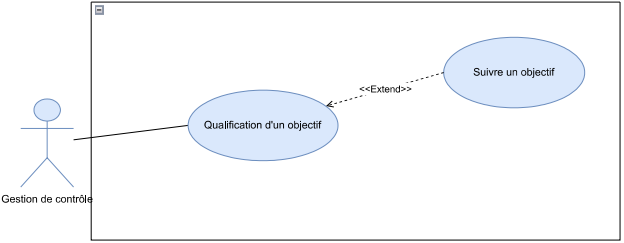 Suivre un objectif
<<Extend>>
Qualification d'un objectif
Gestion de contrôle